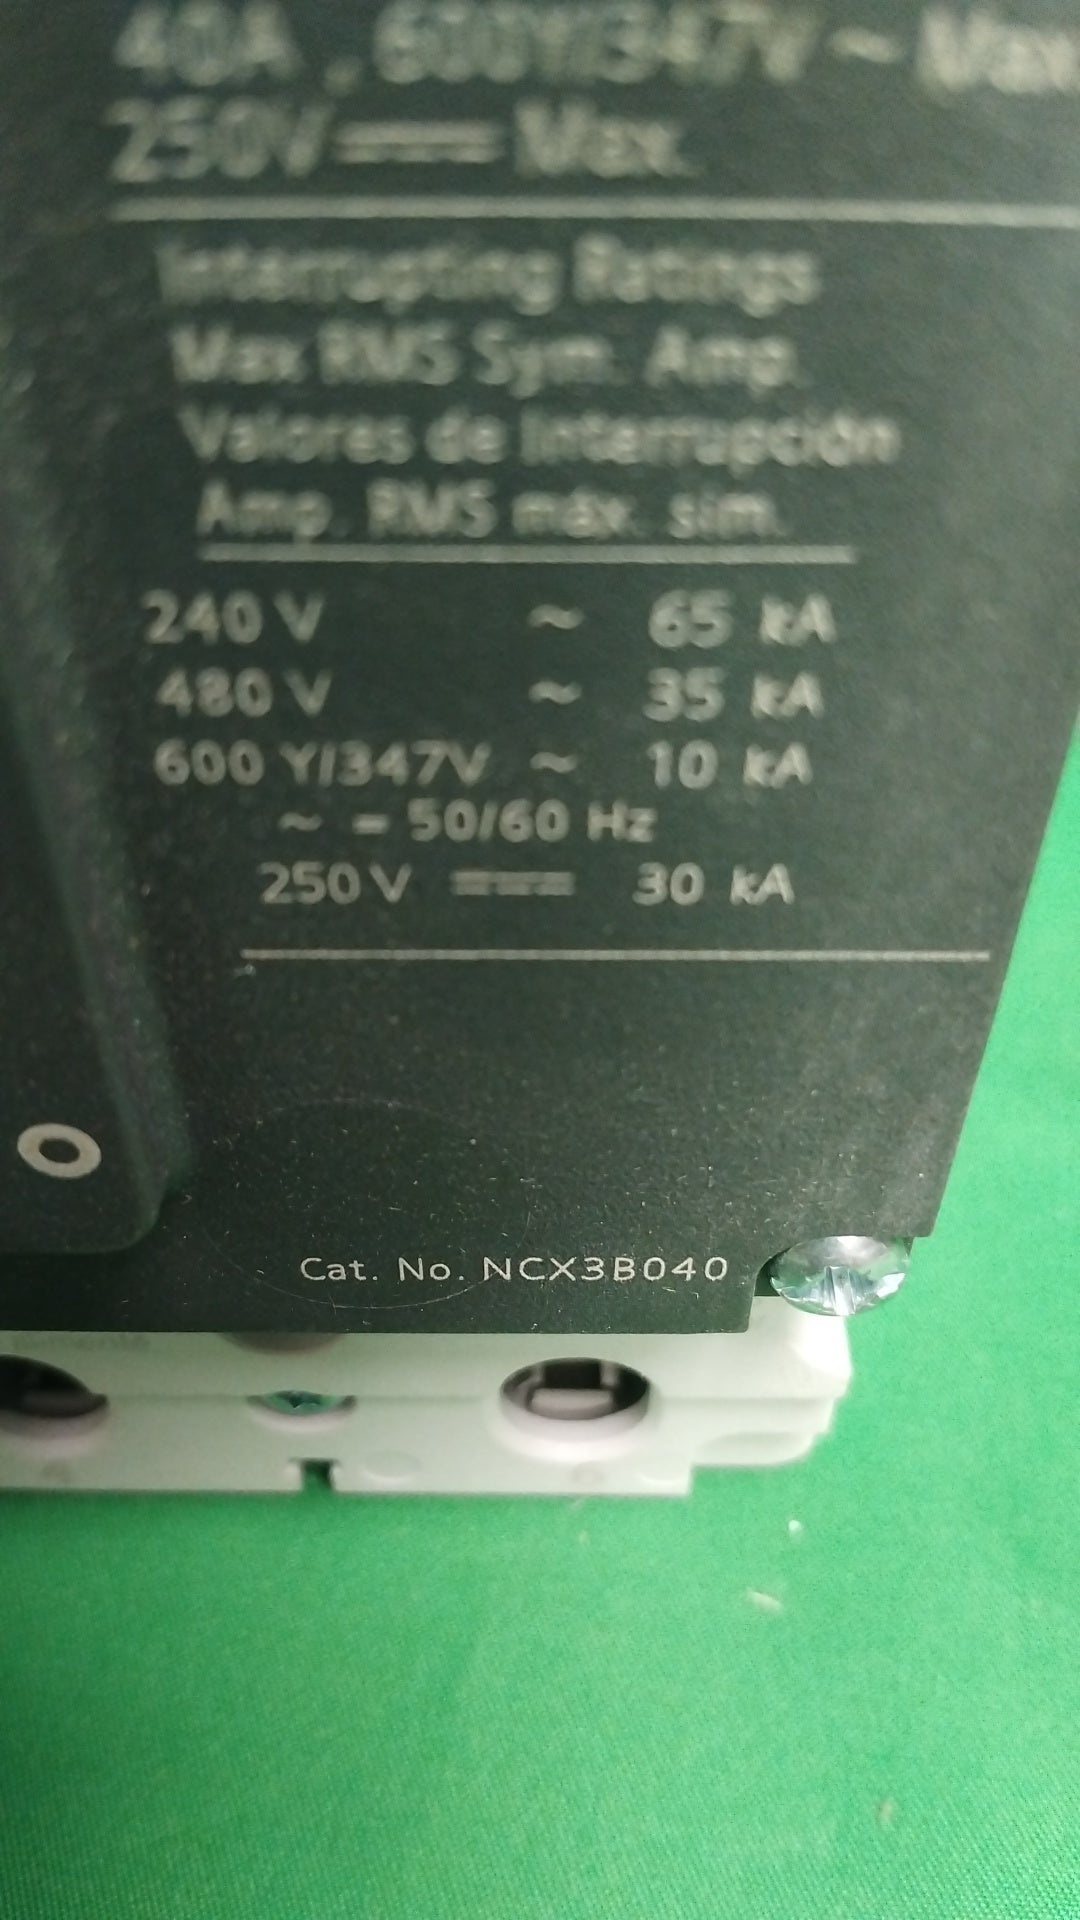 40A , 600Y/347V ~ Max
250V ⎓ Max.
Interrupting Ratings
Max RMS Sym. Amp.
Valores de interrupción
Amp. RMS máx. sim.
240 V ~ 65 kA
480 V ~ 35 kA
600 Y/347V ~ 10 kA
~ = 50/60 Hz
250 V ⎓ 30 kA
O
Cat. No. NCX3B040